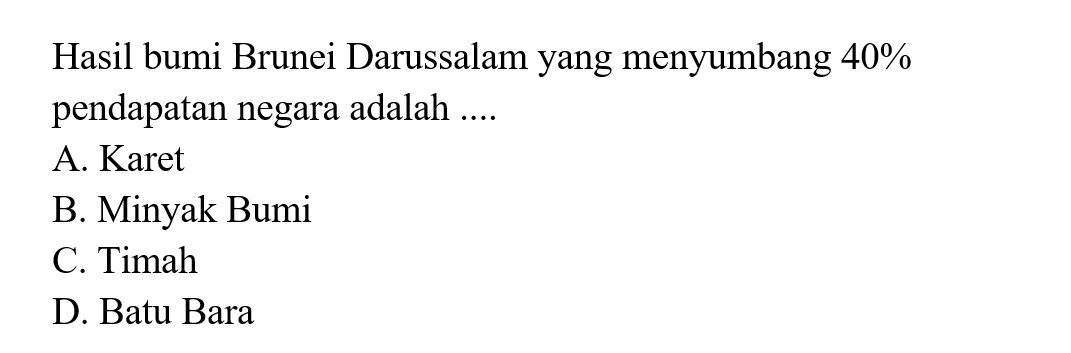 Hasil bumi Brunei Darussalam yang menyumbang 40%
pendapatan negara adalah ....
A. Karet
B. Minyak Bumi
C. Timah
D. Batu Bara